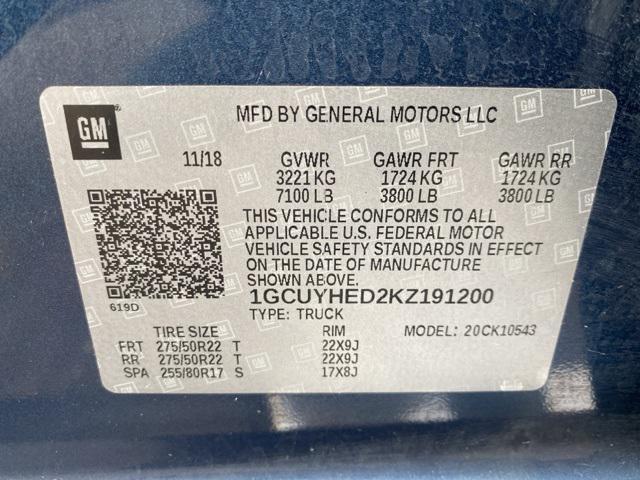 GM
MFD BY GENERAL MOTORS LLC
11/18 GVWR GAWR FRT GAWR RR
3221 KG 1724 KG 1724 KG
7100 LB 3800 LB 3800 LB
THIS VEHICLE CONFORMS TO ALL
APPLICABLE U.S. FEDERAL MOTOR
VEHICLE SAFETY STANDARDS IN EFFECT
ON THE DATE OF MANUFACTURE
SHOWN ABOVE.
619D
1GCUYHED2KZ191200
TYPE: TRUCK
TIRE SIZE RIM MODEL: 20CK10543
FRT 275/50R22 T 22X9J
RR 275/50R22 T 22X9J
SPA 255/80R17 S 17X8J